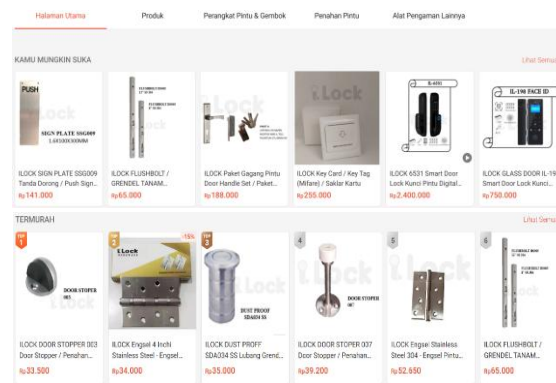 Halaman Utama
Produk
Perangkat Pintu & Gembok
Penahan Pintu
Alat Pengaman Lainnya
KAMU MUNGKIN SUKA
Lihat Semua
PUSH
SIGN PLATE SSG009
iLock
IL-6531
IL-190 FACE ID
ILOCK SIGN PLATE SSG009
Tanda Dorong / Push Sign...
Rp141.000
ILOCK FLUSHBOLT /
GRENDEL TANAM...
Rp65.000
ILOCK Paket Gagang Pintu
Door Handle Set / Paket...
Rp188.000
ILOCK Key Card / Key Tag
(Mifare) / Saklar Kartu
Rp255.000
ILOCK 6531 Smart Door
Lock Kunci Pintu Digital...
Rp2.400.000
ILOCK GLASS DOOR IL-19
Smart Door Lock Kunci...
Rp750.000
TERMURAH
Lihat Semua
TOP
1
DOOR STOPER
003
TOP
2
-15%
iLock
TOP
3
DUST PROOF
SDA034 SS
4
DOOR STOPER
007
5
6
ILOCK DOOR STOPPER 003
Door Stopper / Penahan...
Rp33.500
ILOCK Engsel 4 Inchi
Stainless Steel - Engsel...
Rp34.000
ILOCK DUST PROFF
SDA034 SS Lubang Grend...
Rp35.000
ILOCK DOOR STOPER 007
Door Stopper / Penahan...
Rp39.200
ILOCK Engsel Stainless
Steel 304 - Engsel Pintu...
Rp52.650
ILOCK FLUSHBOLT /
GRENDEL TANAM...
Rp65.000